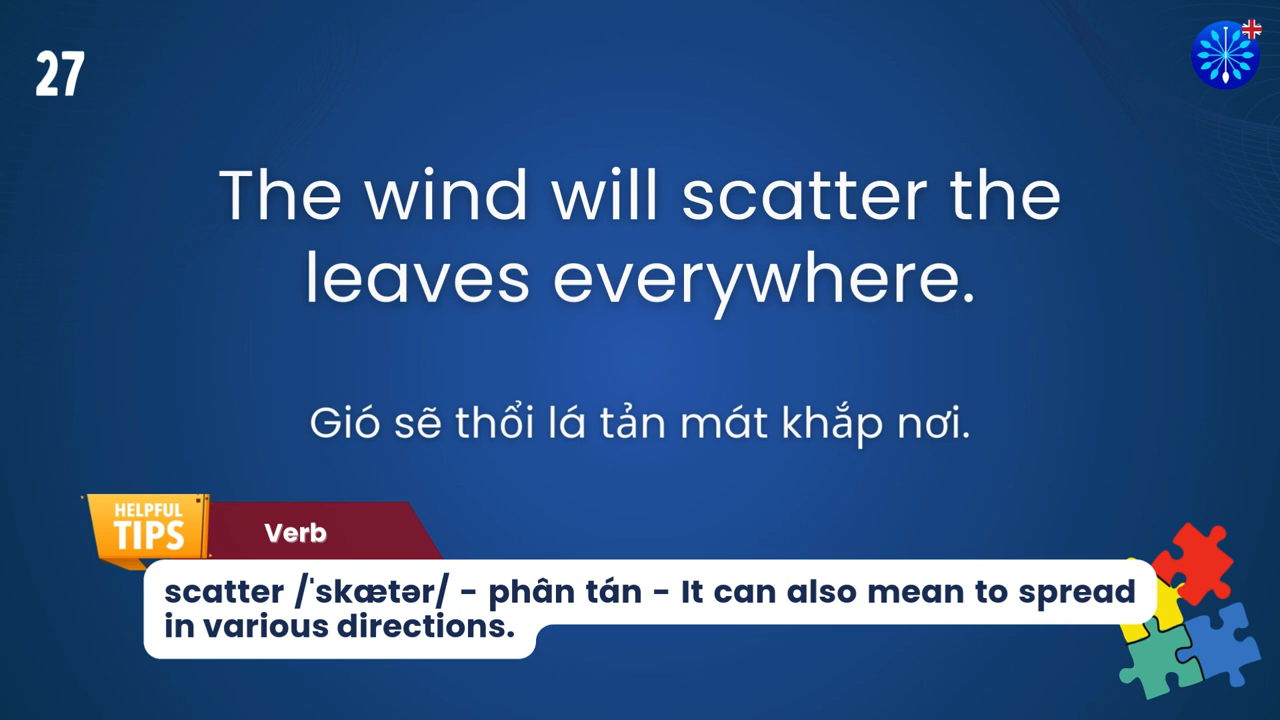 27
The wind will scatter the
leaves everywhere.
Gió sẽ thổi lá tản mát khắp nơi.
HELPFUL
TIPS
Verb
scatter /ˈskætər/ - phân tán - It can also mean to spread
in various directions.